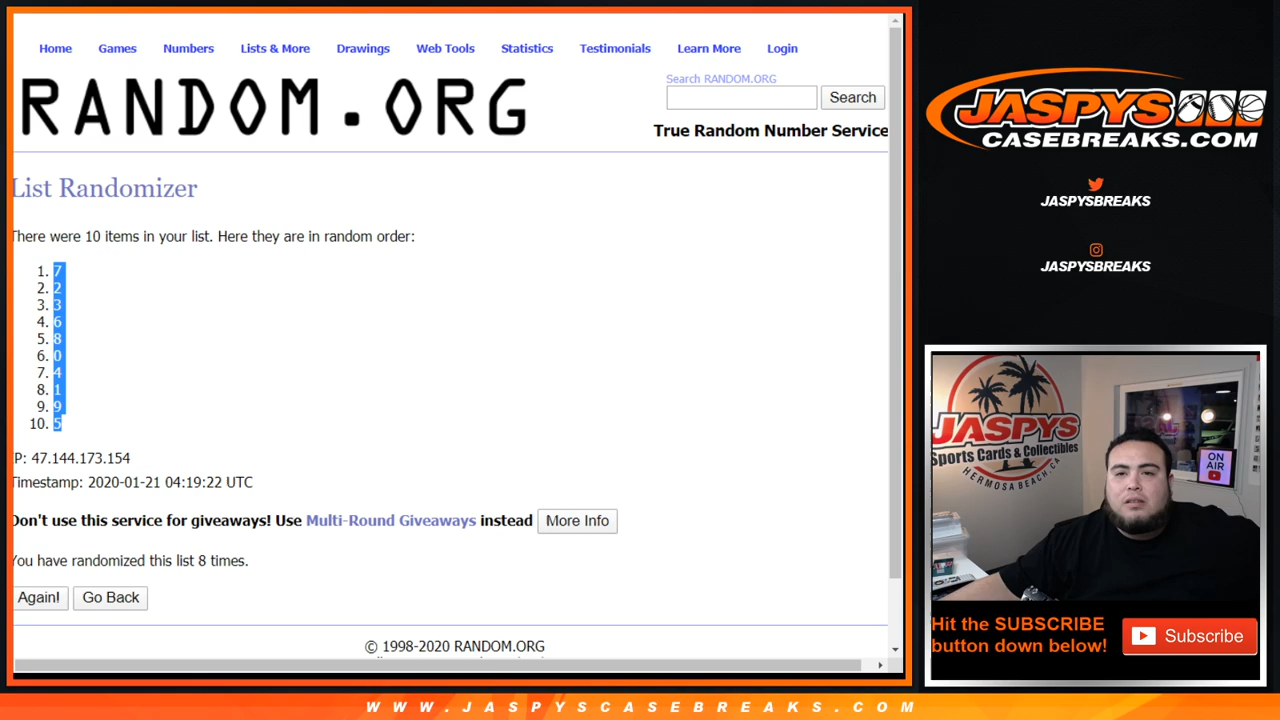 Home Games Numbers Lists & More Drawings Web Tools Statistics Testimonials Learn More Login
RANDOM.ORG
Search RANDOM.ORG
Search
True Random Number Service
List Randomizer
There were 10 items in your list. Here they are in random order:
1. 7
2. 2
3. 3
4. 6
5. 8
6. 0
7. 4
8. 1
9. 9
10. 5
IP: 47.144.173.154
Timestamp: 2020-01-21 04:19:22 UTC
Don't use this service for giveaways! Use Multi-Round Giveaways instead More Info
You have randomized this list 8 times.
Again! Go Back
© 1998-2020 RANDOM.ORG
JASPYS
CASEBREAKS.COM
JASPYSBREAKS
JASPYSBREAKS
JASPYS
Sports Cards & Collectibles
HERMOSA BEACH, CA
ON
AIR
Hit the SUBSCRIBE
button down below!
Subscribe
WWW.JASPYSCASEBREAKS.COM